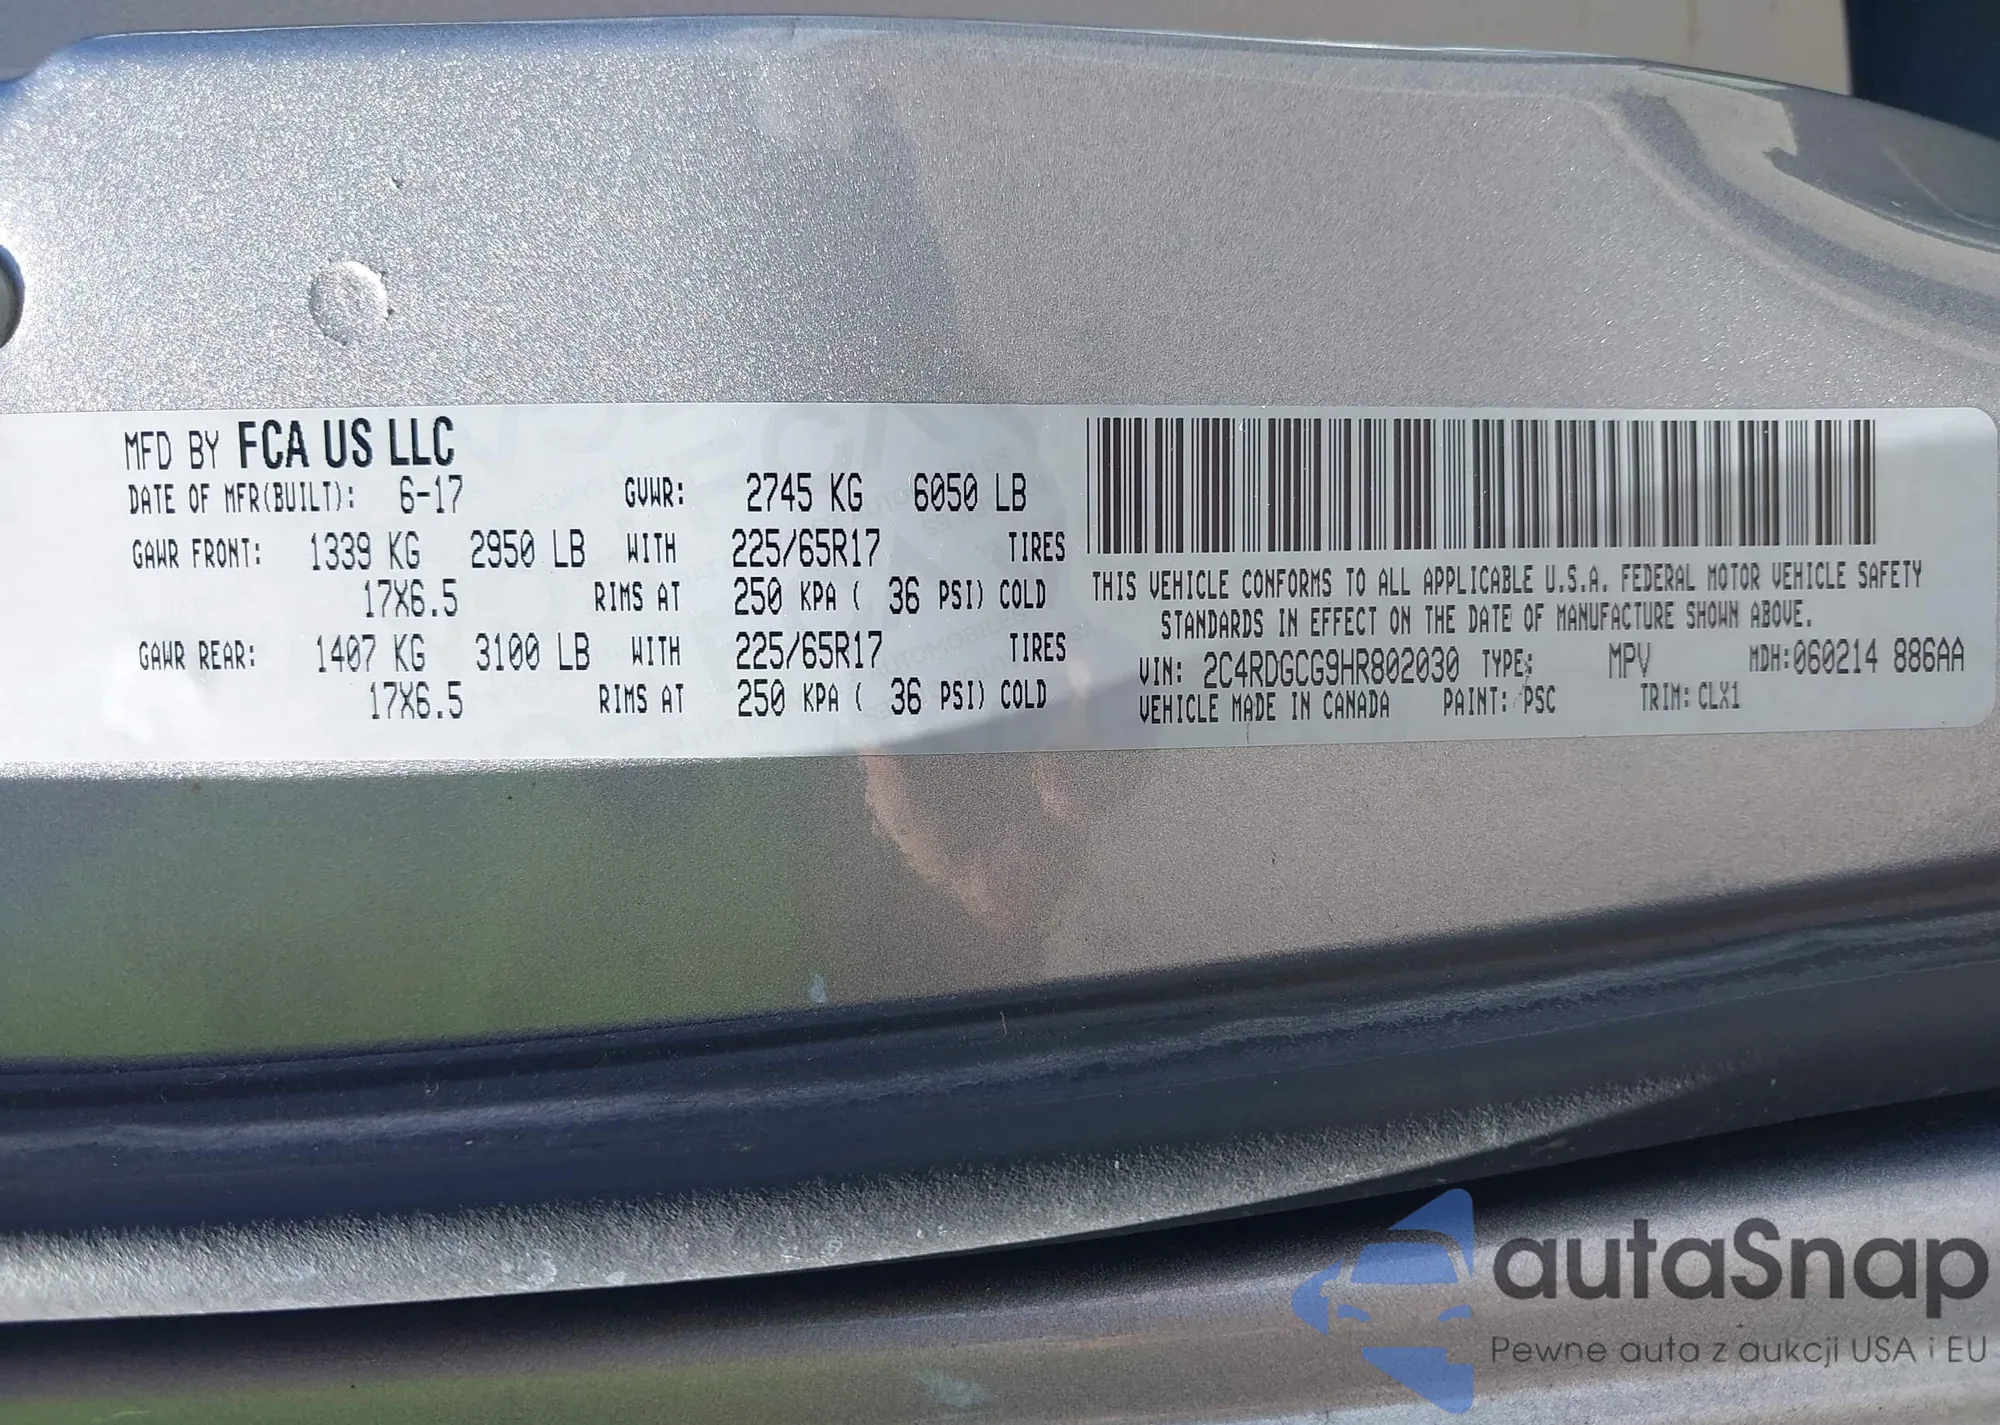 MFD BY FCA US LLC
DATE OF MFR(BUILT): 6-17 GVWR: 2745 KG 6050 LB
GAWR FRONT: 1339 KG 2950 LB WITH 225/65R17 TIRES
17X6.5 RIMS AT 250 KPA ( 36 PSI) COLD
GAWR REAR: 1407 KG 3100 LB WITH 225/65R17 TIRES
17X6.5 RIMS AT 250 KPA ( 36 PSI) COLD
THIS VEHICLE CONFORMS TO ALL APPLICABLE U.S.A. FEDERAL MOTOR VEHICLE SAFETY
STANDARDS IN EFFECT ON THE DATE OF MANUFACTURE SHOWN ABOVE.
VIN: 2C4RDGCG9HR802030 TYPE: MPV MDH:060214 886AA
VEHICLE MADE IN CANADA PAINT: PSC TRIM: CLX1
autaSnap
Pewne auta z aukcji USA i EU